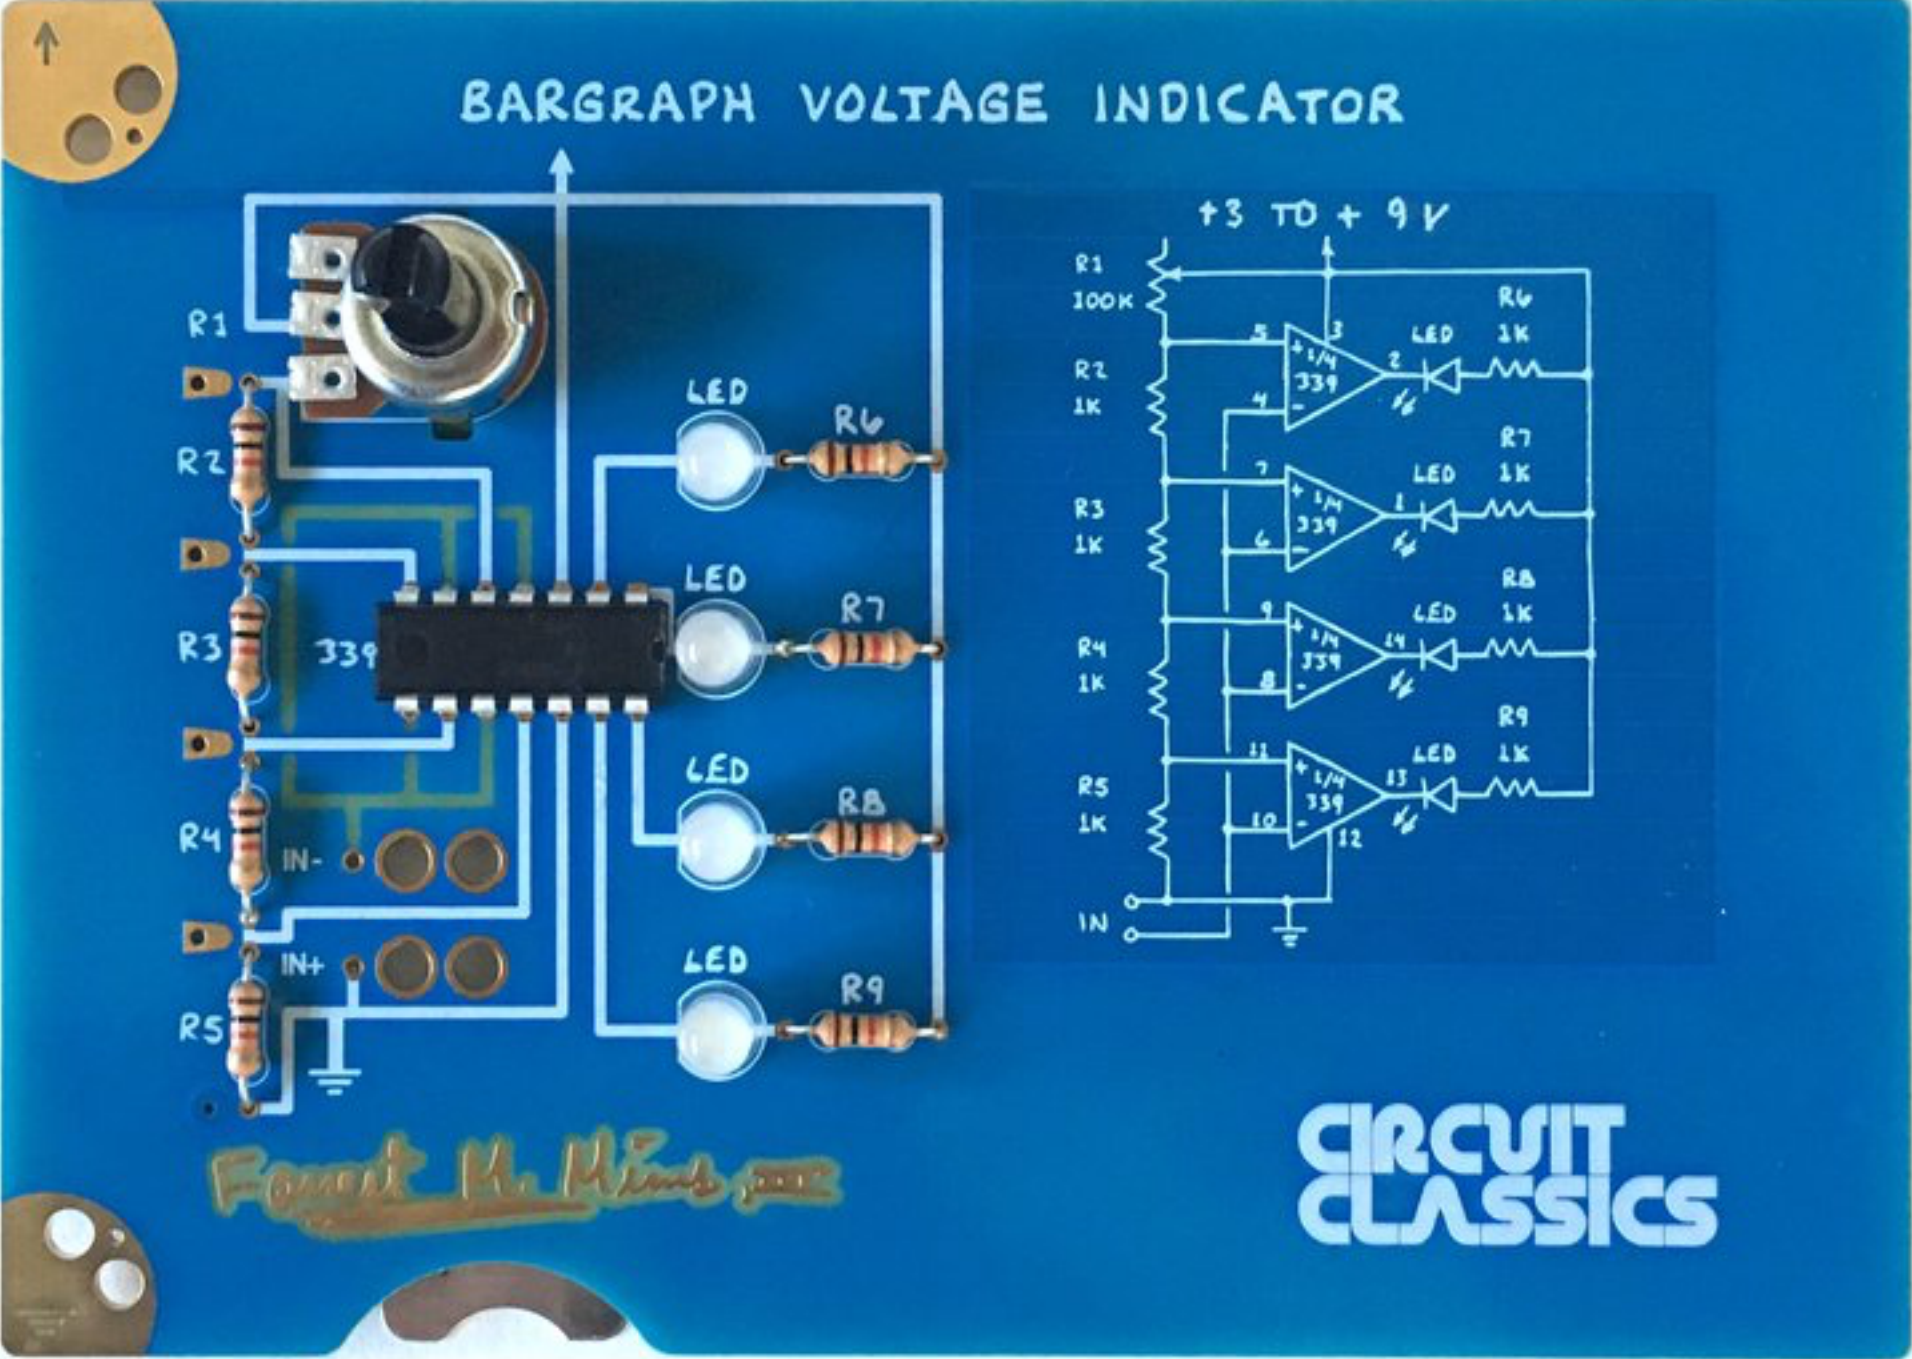 BARGRAPH VOLTAGE INDICATOR
R1
R2
R3
R4
R5
339
IN-
IN+
LED
R6
LED
R7
LED
R8
LED
R9
+3 TO + 9 V
R1
100K
R2
1K
R3
1K
R4
1K
R5
1K
IN
5
4
3
2
+
-
1/4
339
LED
R6
1K
7
6
1
+
-
1/4
339
LED
R7
1K
9
8
14
+
-
1/4
339
LED
R8
1K
11
10
13
12
+
-
1/4
339
LED
R9
1K
Forrest M. Mims, III
CIRCUIT
CLASSICS